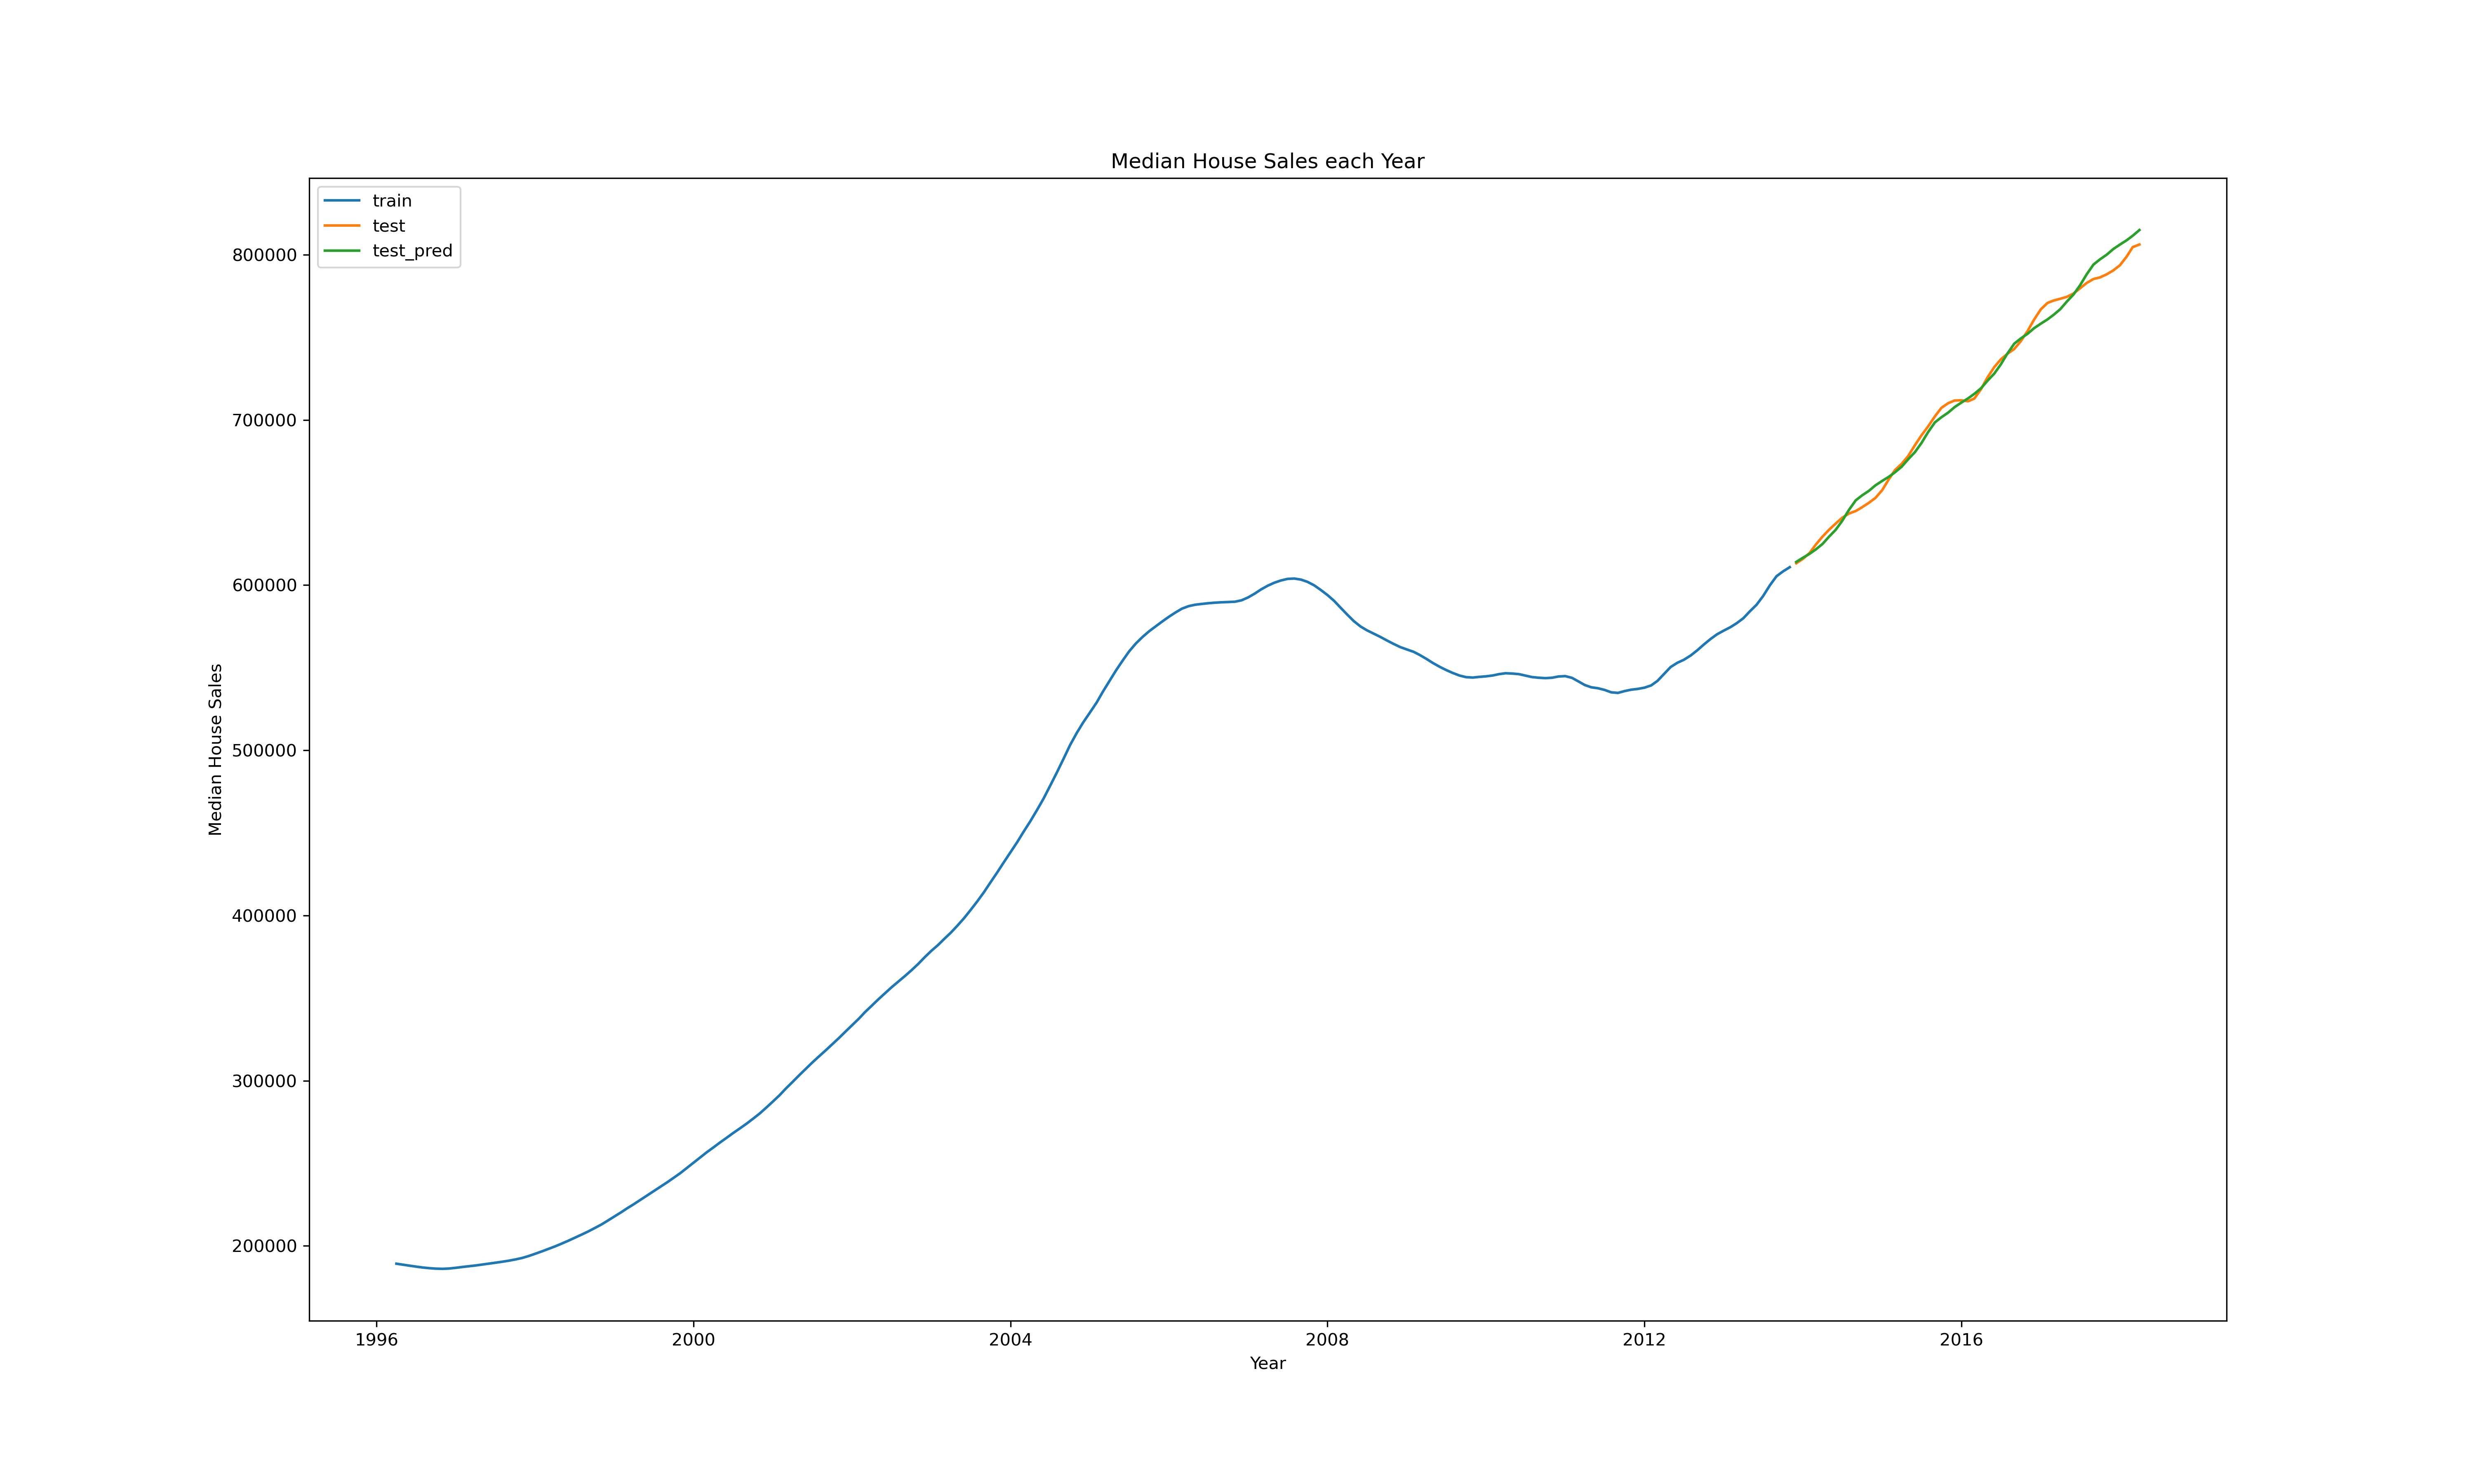 Median House Sales each Year
train
test
test_pred
800000
700000
600000
500000
400000
300000
200000
Median House Sales
1996 2000 2004 2008 2012 2016
Year